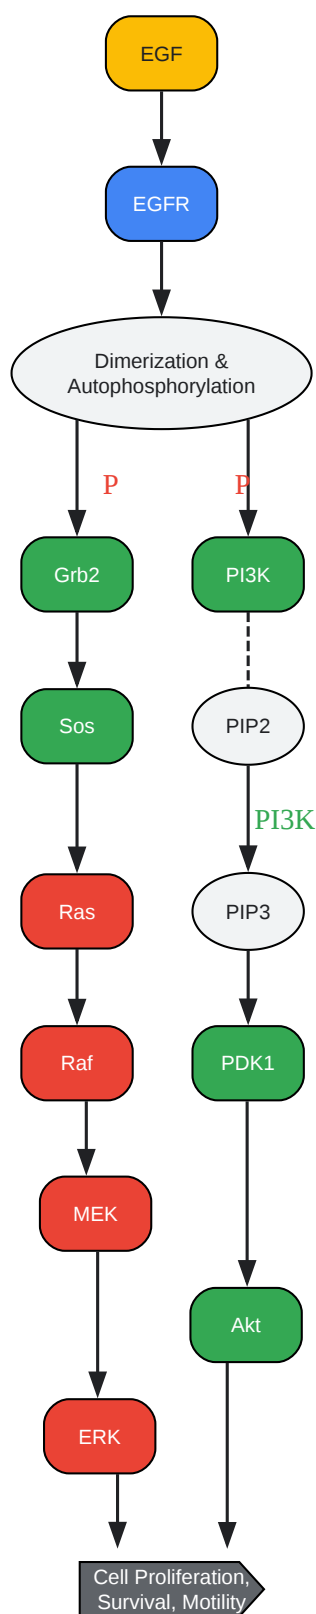 EGF
EGFR
Dimerization &
Autophosphorylation
P P
Grb2 PI3K
Sos PIP2
PI3K
Ras PIP3
Raf PDK1
MEK
Akt
ERK
Cell Proliferation,
Survival, Motility